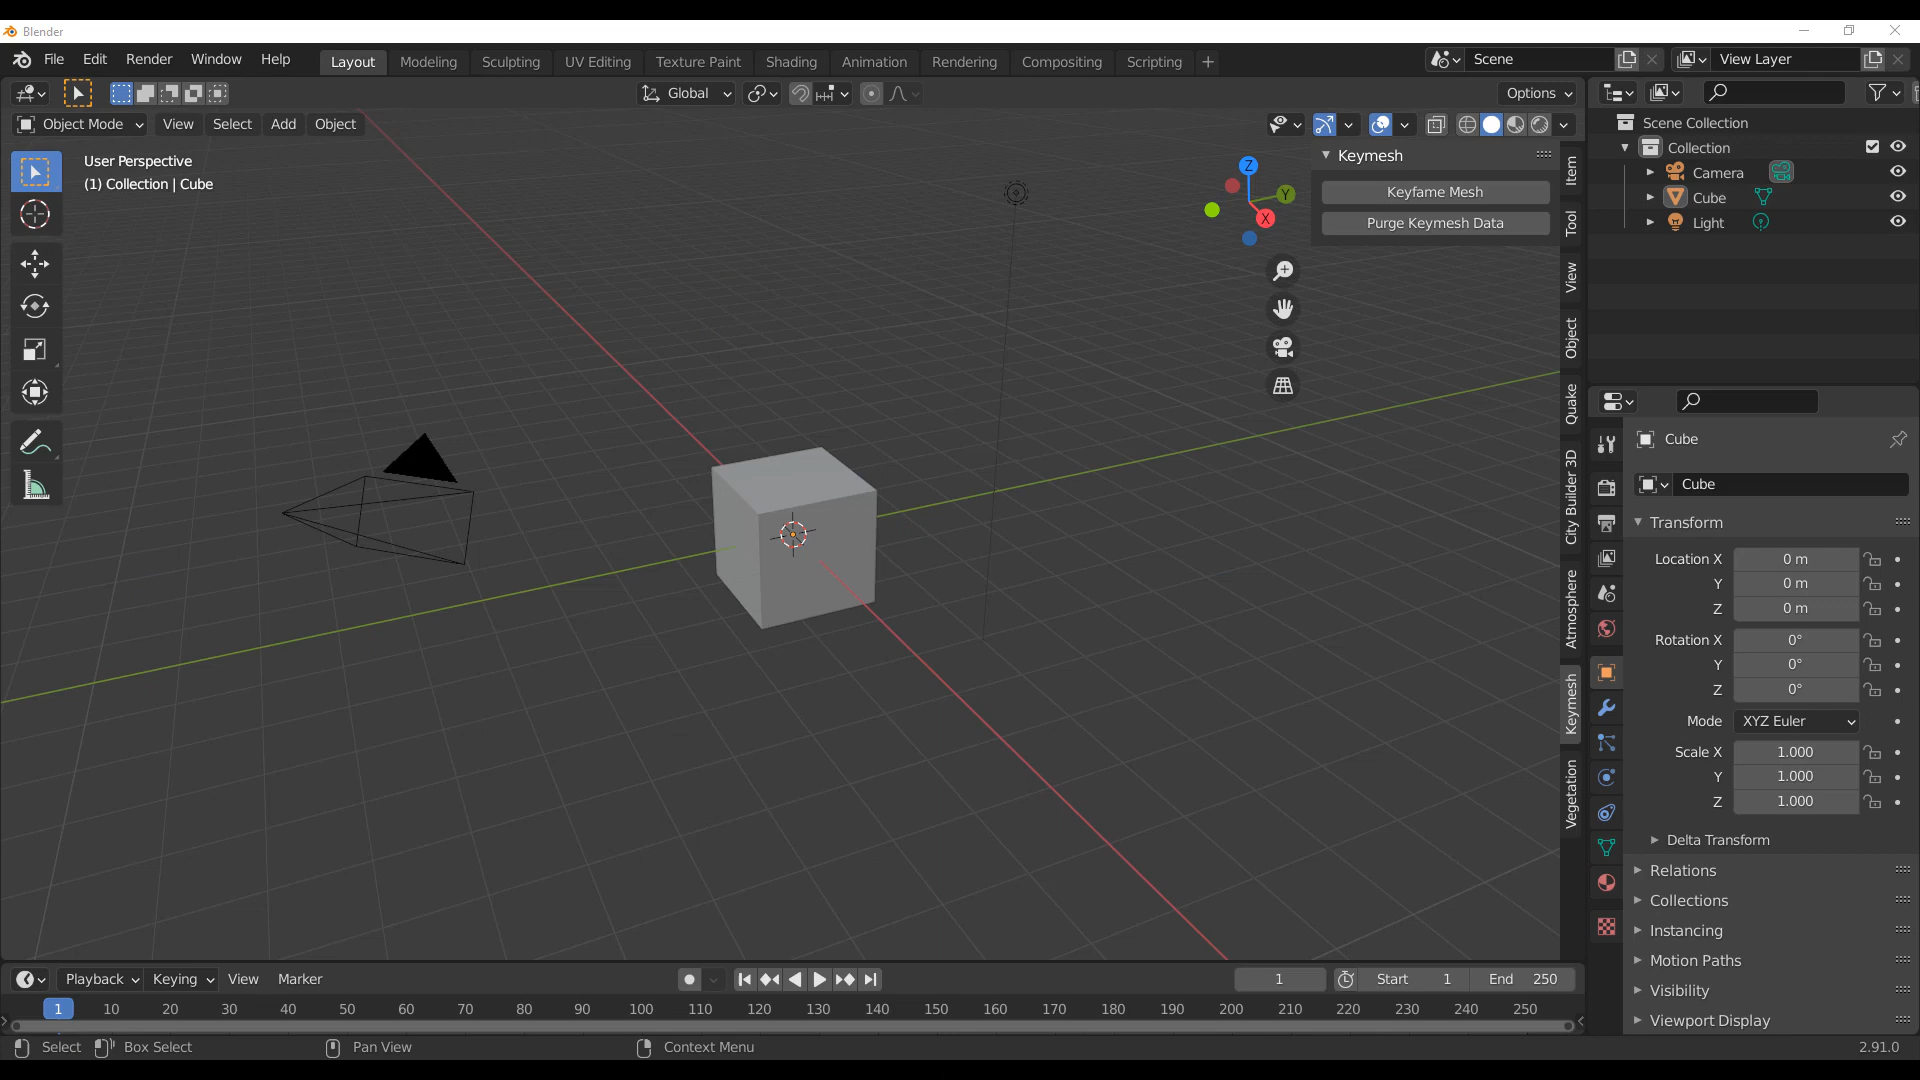 Blender
File Edit Render Window Help
Layout Modeling Sculpting UV Editing Texture Paint Shading Animation Rendering Compositing Scripting +
Scene
View Layer
Global
Options
Object Mode View Select Add Object
User Perspective
(1) Collection | Cube
Z
Y
X
Keymesh
Keyfame Mesh
Purge Keymesh Data
Item
Tool
View
Object
Quake
City Builder 3D
Atmosphere
Keymesh
Vegetation
Scene Collection
Collection
Camera
Cube
Light
Cube
Cube
Transform
Location X 0 m
Y 0 m
Z 0 m
Rotation X 0°
Y 0°
Z 0°
Mode XYZ Euler
Scale X 1.000
Y 1.000
Z 1.000
Delta Transform
Relations
Collections
Instancing
Motion Paths
Visibility
Viewport Display
Playback Keying View Marker
1
Start 1
End 250
1 10 20 30 40 50 60 70 80 90 100 110 120 130 140 150 160 170 180 190 200 210 220 230 240 250
Select Box Select Pan View Context Menu
2.91.0